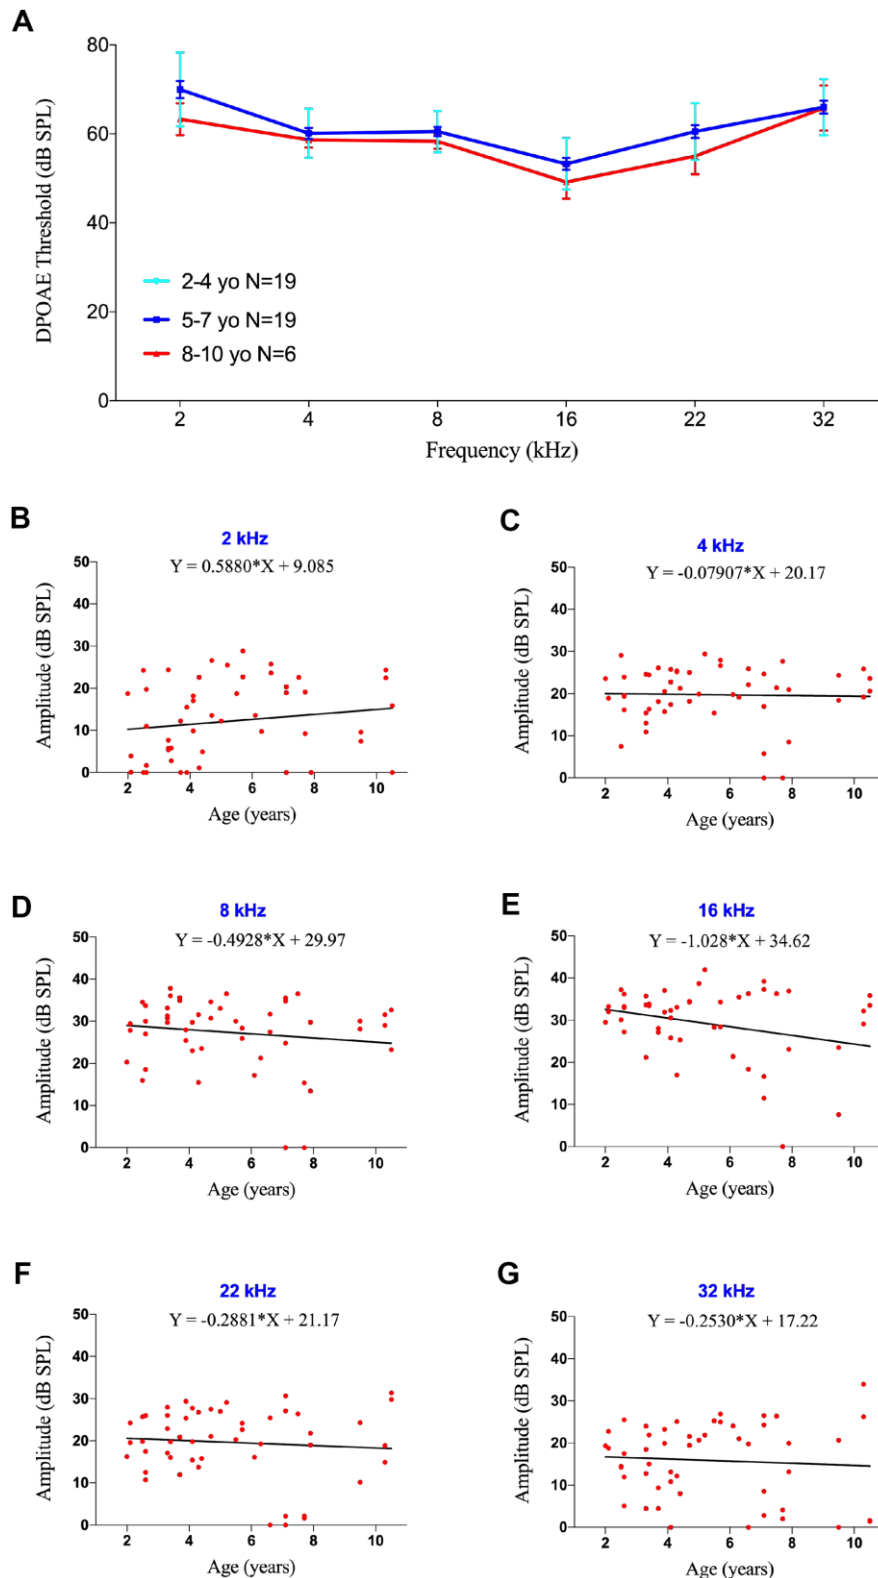 A
DPOAE Threshold (dB SPL)
80
60
40
20
0
2-4 yo N=19
5-7 yo N=19
8-10 yo N=6
2 4 8 16 22 32
Frequency (kHz)
B
2 kHz
Y = 0.5880*X + 9.085
Amplitude (dB SPL)
50
40
30
20
10
0
2 4 6 8 10
Age (years)
C
4 kHz
Y = -0.07907*X + 20.17
Amplitude (dB SPL)
50
40
30
20
10
0
2 4 6 8 10
Age (years)
D
8 kHz
Y = -0.4928*X + 29.97
Amplitude (dB SPL)
50
40
30
20
10
0
2 4 6 8 10
Age (years)
E
16 kHz
Y = -1.028*X + 34.62
Amplitude (dB SPL)
50
40
30
20
10
0
2 4 6 8 10
Age (years)
F
22 kHz
Y = -0.2881*X + 21.17
Amplitude (dB SPL)
50
40
30
20
10
0
2 4 6 8 10
Age (years)
G
32 kHz
Y = -0.2530*X + 17.22
Amplitude (dB SPL)
50
40
30
20
10
0
2 4 6 8 10
Age (years)